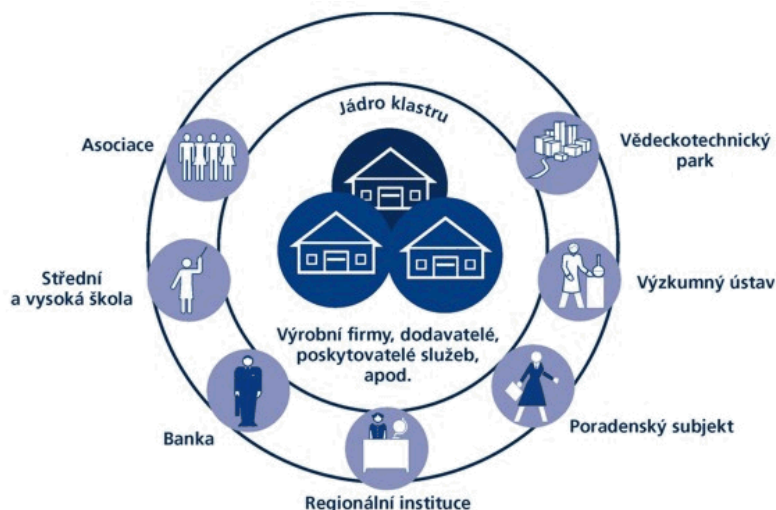 Jádro klastru
Asociace
Vědeckotechnický
park
Střední
a vysoká škola
Výzkumný ústav
Výrobní firmy, dodavatelé,
poskytovatelé služeb,
apod.
Banka
Poradenský subjekt
Regionální instituce